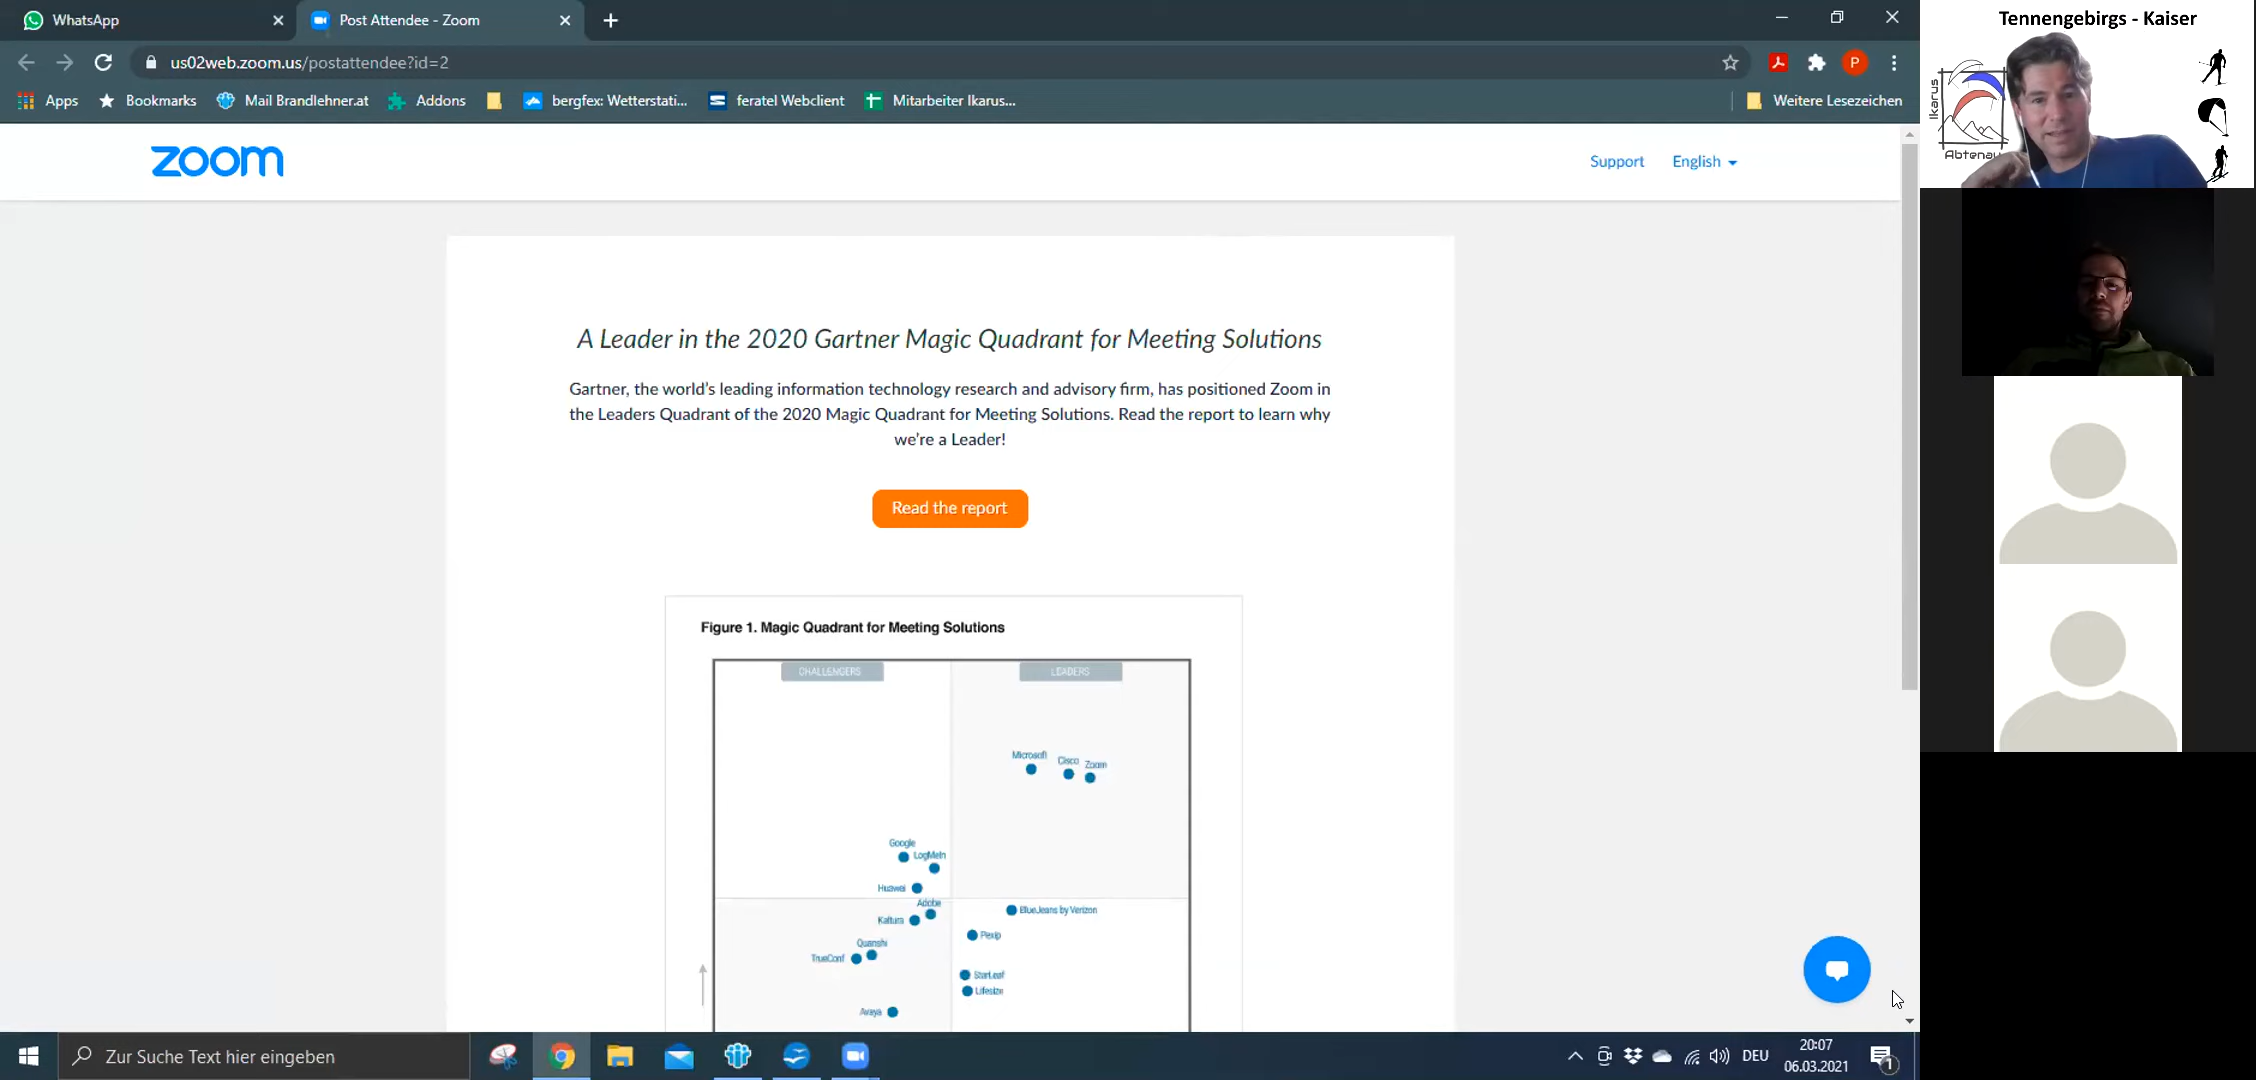 WhatsApp
Post Attendee - Zoom
us02web.zoom.us/postattendee?id=2
P
Apps
Bookmarks
Mail Brandlehner.at
Addons
bergfex: Wetterstati...
feratel Webclient
Mitarbeiter Ikarus...
Weitere Lesezeichen
zoom
Support
English
A Leader in the 2020 Gartner Magic Quadrant for Meeting Solutions
Gartner, the world's leading information technology research and advisory firm, has positioned Zoom in
the Leaders Quadrant of the 2020 Magic Quadrant for Meeting Solutions. Read the report to learn why
we're a Leader!
Read the report
Figure 1. Magic Quadrant for Meeting Solutions
CHALLENGERS
LEADERS
Microsoft
Cisco
Zoom
Google
LogMeIn
Huawei
Adobe
Kaltura
BlueJeans by Verizon
Pexip
Quanshi
TrueConf
StarLeaf
Lifesize
Avaya
Zur Suche Text hier eingeben
DEU
20:07
06.03.2021
1
Tennengebirgs - Kaiser
Ikarus
Abtenau